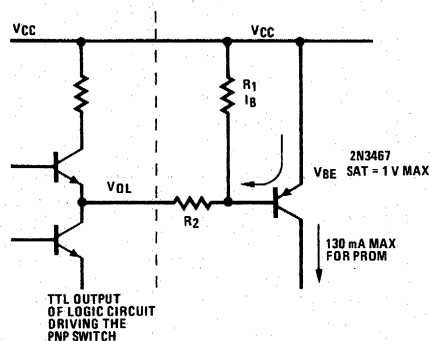 VCC
VCC
R1
IB
2N3467
VBE SAT = 1 V MAX
VOL
R2
130 mA MAX
FOR PROM
TTL OUTPUT
OF LOGIC CIRCUIT
DRIVING THE
PNP SWITCH